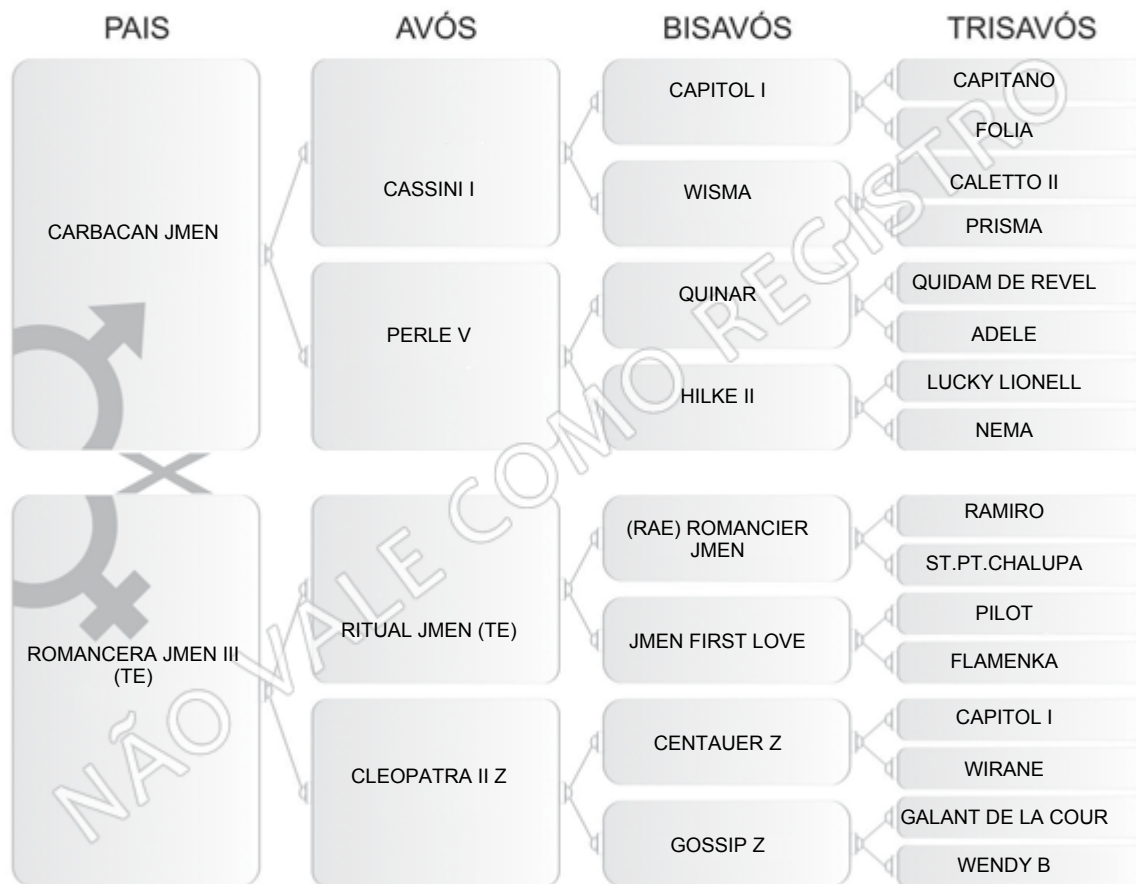 PAIS AVÓS BISAVÓS TRISAVÓS
CARBACAN JMEN
CASSINI I
PERLE V
CAPITOL I
WISMA
QUINAR
HILKE II
CAPITANO
FOLIA
CALETTO II
PRISMA
QUIDAM DE REVEL
ADELE
LUCKY LIONELL
NEMA
ROMANCERA JMEN III
(TE)
RITUAL JMEN (TE)
CLEOPATRA II Z
(RAE) ROMANCIER
JMEN
JMEN FIRST LOVE
CENTAUER Z
GOSSIP Z
RAMIRO
ST.PT.CHALUPA
PILOT
FLAMENKA
CAPITOL I
WIRANE
GALANT DE LA COUR
WENDY B
NÃO VALE COMO REGISTRO